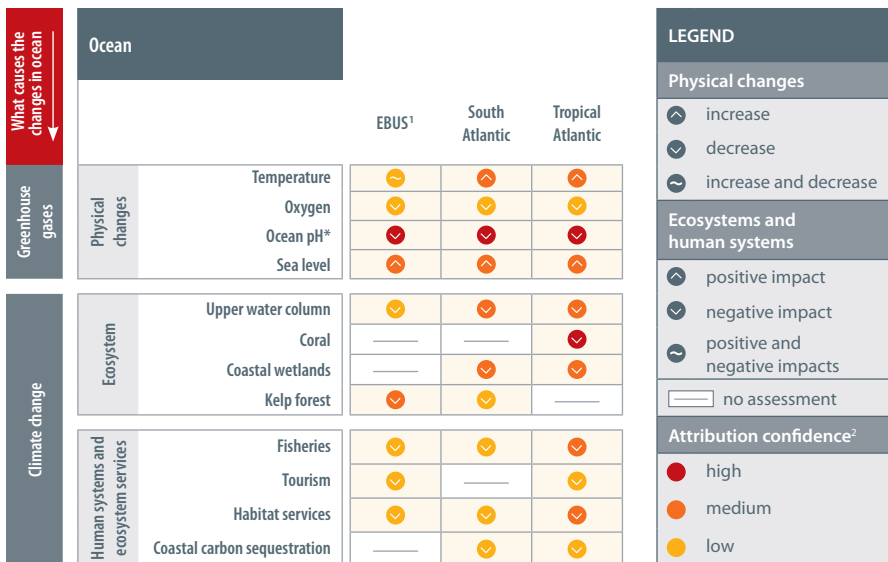 What causes the
changes in ocean
Ocean
EBUS¹
South
Atlantic
Tropical
Atlantic
Greenhouse
gases
Physical
changes
Temperature
Oxygen
Ocean pH*
Sea level
Climate change
Ecosystem
Upper water column
Coral
Coastal wetlands
Kelp forest
Human systems and
ecosystem services
Fisheries
Tourism
Habitat services
Coastal carbon sequestration
LEGEND
Physical changes
increase
decrease
increase and decrease
Ecosystems and
human systems
positive impact
negative impact
positive and
negative impacts
no assessment
Attribution confidence²
high
medium
low